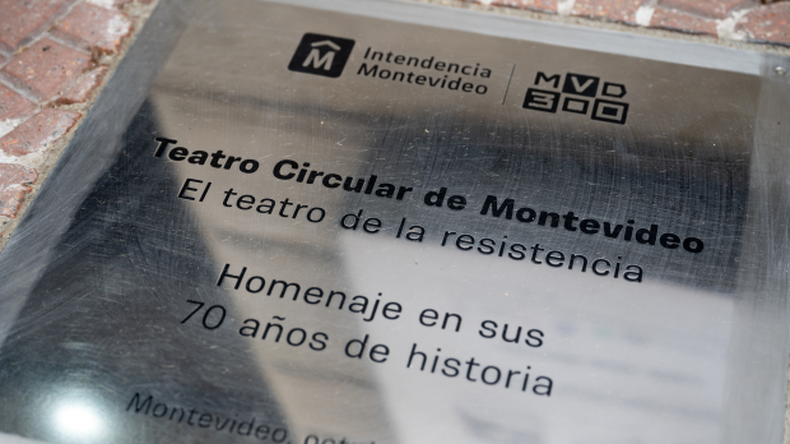 M
Intendencia
Montevideo
MVD
300
Teatro Circular de Montevideo
El teatro de la resistencia
Homenaje en sus
70 años de historia
Montevideo,